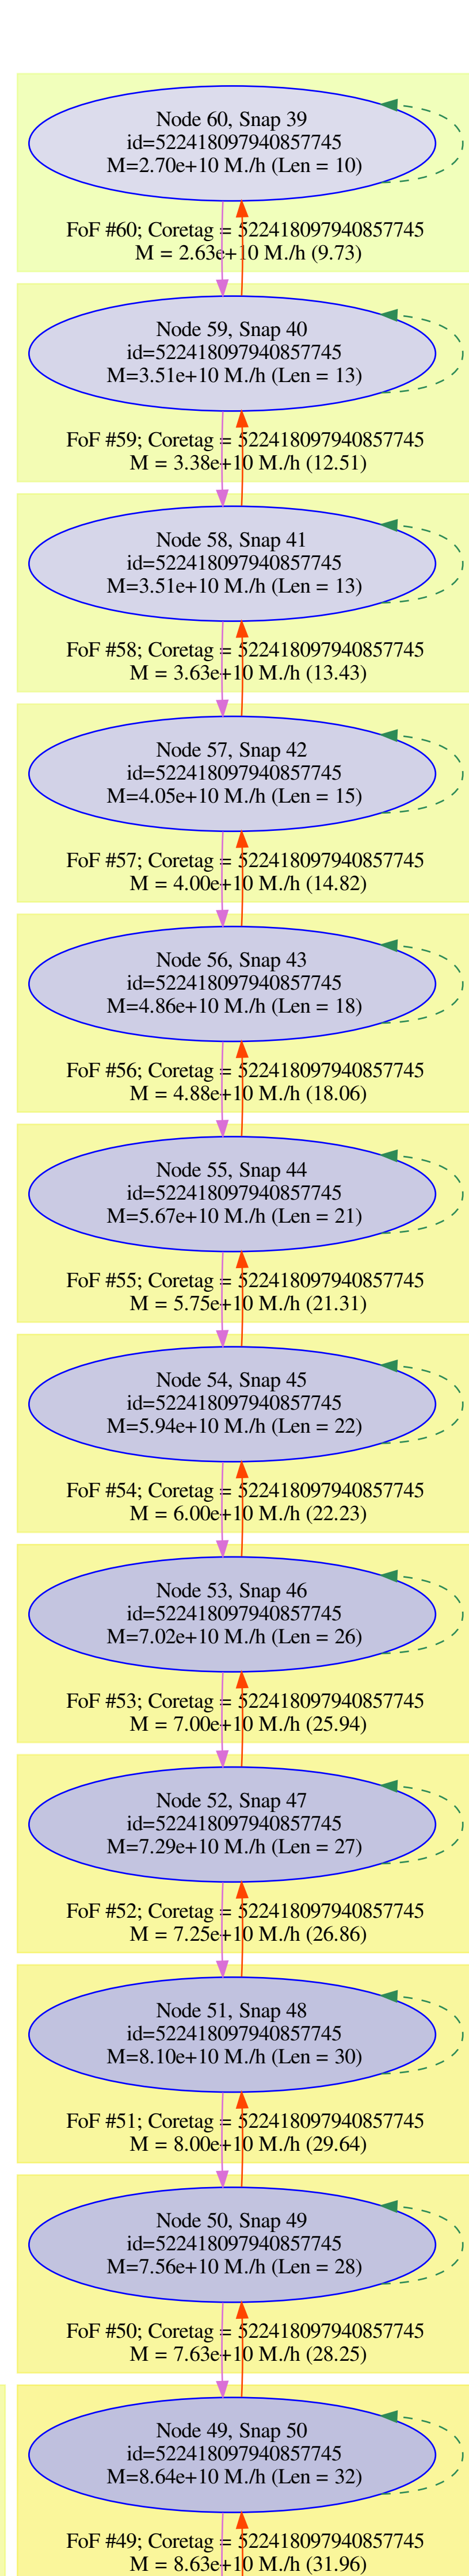 Node 60, Snap 39
id=522418097940857745
M=2.70e+10 M./h (Len = 10)
FoF #60; Coretag = 522418097940857745
M = 2.63e+10 M./h (9.73)
Node 59, Snap 40
id=522418097940857745
M=3.51e+10 M./h (Len = 13)
FoF #59; Coretag = 522418097940857745
M = 3.38e+10 M./h (12.51)
Node 58, Snap 41
id=522418097940857745
M=3.51e+10 M./h (Len = 13)
FoF #58; Coretag = 522418097940857745
M = 3.63e+10 M./h (13.43)
Node 57, Snap 42
id=522418097940857745
M=4.05e+10 M./h (Len = 15)
FoF #57; Coretag = 522418097940857745
M = 4.00e+10 M./h (14.82)
Node 56, Snap 43
id=522418097940857745
M=4.86e+10 M./h (Len = 18)
FoF #56; Coretag = 522418097940857745
M = 4.88e+10 M./h (18.06)
Node 55, Snap 44
id=522418097940857745
M=5.67e+10 M./h (Len = 21)
FoF #55; Coretag = 522418097940857745
M = 5.75e+10 M./h (21.31)
Node 54, Snap 45
id=522418097940857745
M=5.94e+10 M./h (Len = 22)
FoF #54; Coretag = 522418097940857745
M = 6.00e+10 M./h (22.23)
Node 53, Snap 46
id=522418097940857745
M=7.02e+10 M./h (Len = 26)
FoF #53; Coretag = 522418097940857745
M = 7.00e+10 M./h (25.94)
Node 52, Snap 47
id=522418097940857745
M=7.29e+10 M./h (Len = 27)
FoF #52; Coretag = 522418097940857745
M = 7.25e+10 M./h (26.86)
Node 51, Snap 48
id=522418097940857745
M=8.10e+10 M./h (Len = 30)
FoF #51; Coretag = 522418097940857745
M = 8.00e+10 M./h (29.64)
Node 50, Snap 49
id=522418097940857745
M=7.56e+10 M./h (Len = 28)
FoF #50; Coretag = 522418097940857745
M = 7.63e+10 M./h (28.25)
Node 49, Snap 50
id=522418097940857745
M=8.64e+10 M./h (Len = 32)
FoF #49; Coretag = 522418097940857745
M = 8.63e+10 M./h (31.96)